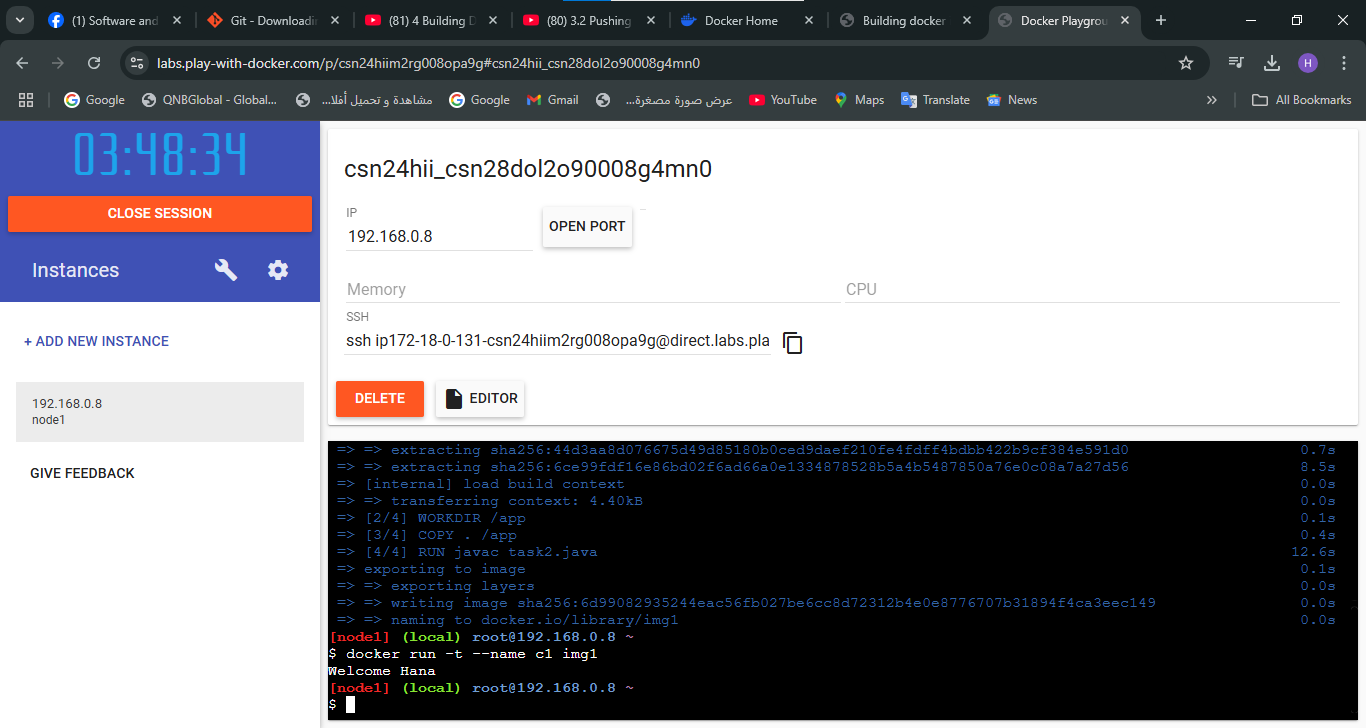 (1) Software and
Git - Downloadin
(81) 4 Building D
(80) 3.2 Pushing
Docker Home
Building docker
Docker Playgrou
labs.play-with-docker.com/p/csn24hiim2rg008opa9g#csn24hii_csn28dol2o90008g4mn0
H
Google
QNBGlobal - Global...
مشاهدة و تحميل أفلا...
Google
Gmail
عرض صورة مصغرة...
YouTube
Maps
Translate
News
»
All Bookmarks
03:48:34
CLOSE SESSION
Instances
+ ADD NEW INSTANCE
192.168.0.8
node1
GIVE FEEDBACK
csn24hii_csn28dol2o90008g4mn0
IP
192.168.0.8
OPEN PORT
Memory
CPU
SSH
ssh ip172-18-0-131-csn24hiim2rg008opa9g@direct.labs.pla
DELETE
EDITOR
=> => extracting sha256:44d3aa8d076675d49d85180b0ced9daef210fe4fdff4bdbb422b9cf384e591d0 0.7s
=> => extracting sha256:6ce99fdf16e86bd02f6ad66a0e1334878528b5a4b5487850a76e0c08a7a27d56 8.5s
=> [internal] load build context 0.0s
=> => transferring context: 4.40kB 0.0s
=> [2/4] WORKDIR /app 0.1s
=> [3/4] COPY . /app 0.4s
=> [4/4] RUN javac task2.java 12.6s
=> exporting to image 0.1s
=> => exporting layers 0.0s
=> => writing image sha256:6d99082935244eac56fb027be6cc8d72312b4e0e8776707b31894f4ca3eec149 0.0s
=> => naming to docker.io/library/img1 0.0s
[node1] (local) root@192.168.0.8 ~
$ docker run -t --name c1 img1
Welcome Hana
[node1] (local) root@192.168.0.8 ~
$